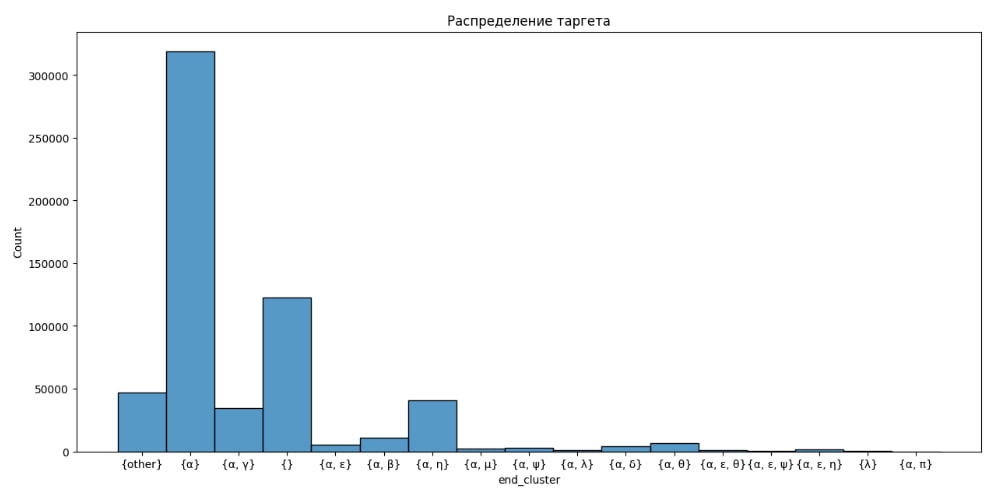 Распределение таргета
300000
250000
200000
150000
100000
50000
0
Count
{other} {α} {α, γ} {} {α, ε} {α, β} {α, η} {α, μ} {α, ψ} {α, λ} {α, δ} {α, θ} {α, ε, θ} {α, ε, ψ} {α, ε, η} {λ} {α, π}
end_cluster